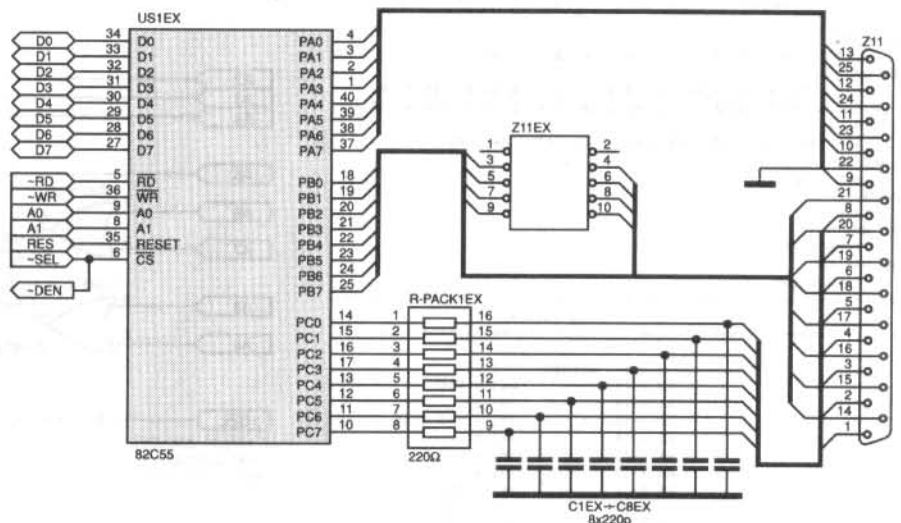 US1EX
D0 34 D0
D1 33 D1
D2 32 D2
D3 31 D3
D4 30 D4
D5 29 D5
D6 28 D6
D7 27 D7
~RD 5 RD
~WR 36 WR
A0 9 A0
A1 8 A1
RES 35 RESET
~SEL 6 CS
~DEN
PA0 4
PA1 3
PA2 2
PA3 1
PA4 40
PA5 39
PA6 38
PA7 37
PB0 18
PB1 19
PB2 20
PB3 21
PB4 22
PB5 23
PB6 24
PB7 25
PC0 14
PC1 15
PC2 16
PC3 17
PC4 13
PC5 12
PC6 11
PC7 10
82C55
Z11EX
1 2
3 4
5 6
7 8
9 10
R-PACK1EX
1 16
2 15
3 14
4 13
5 12
6 11
7 10
8 9
220Ω
C1EX→C8EX
8x220p
Z11
13
25
12
24
11
23
10
22
9
21
8
20
7
19
6
18
5
17
4
16
3
15
2
14
1